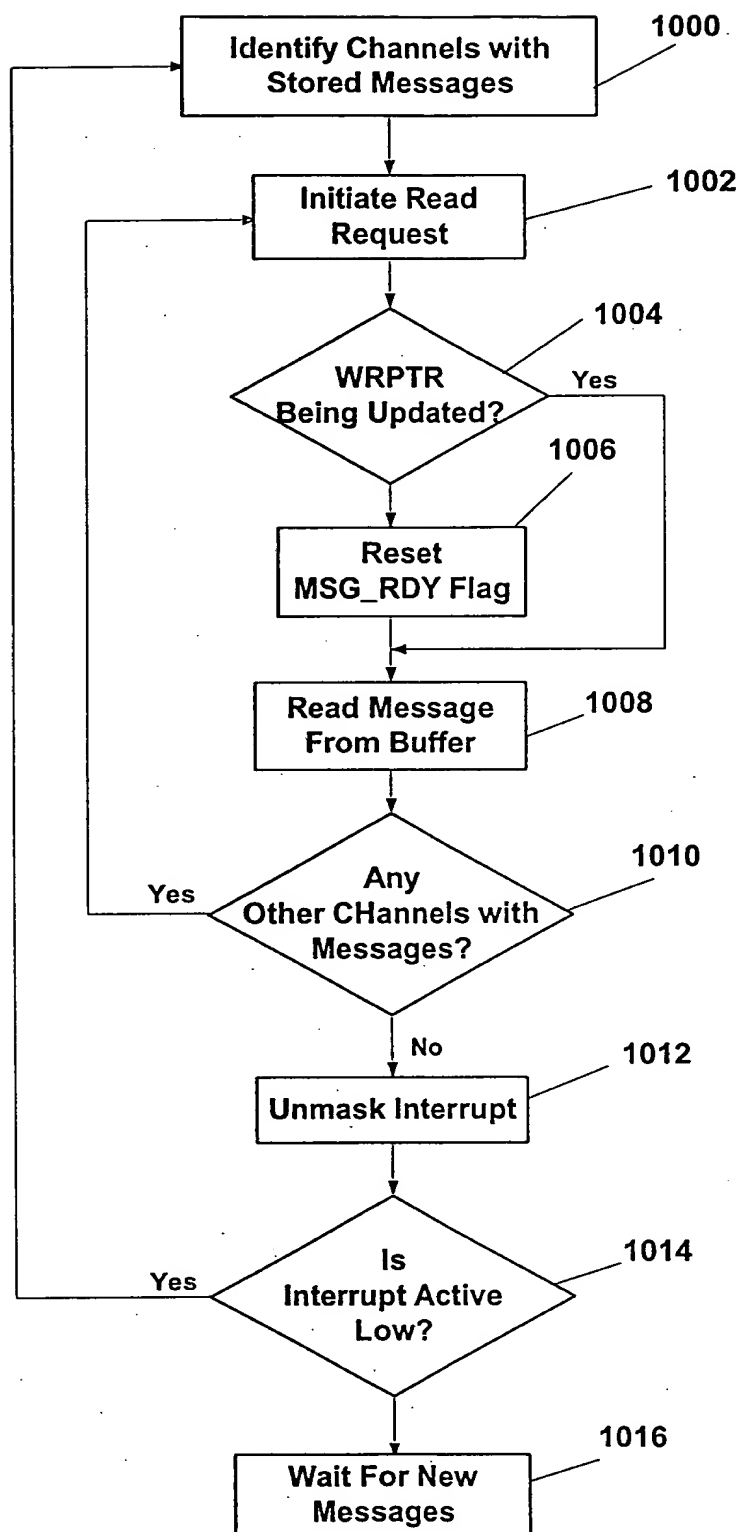 1000
Identify Channels with
Stored Messages
1002
Initiate Read
Request
1004
WRPTR
Being Updated?
Yes
1006
Reset
MSG_RDY Flag
1008
Read Message
From Buffer
1010
Any
Other CHannels with
Messages?
Yes
No
1012
Unmask Interrupt
1014
Is
Interrupt Active
Low?
Yes
1016
Wait For New
Messages